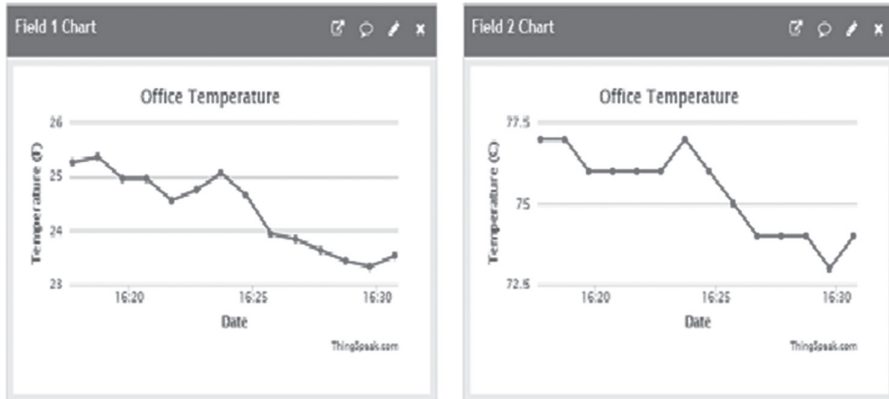 Field 1 Chart
Office Temperature
Temperature (F)
26
25
24
23
16:20
16:25
16:30
Date
ThingSpeak.com
Field 2 Chart
Office Temperature
Temperature (C)
77.5
75
72.5
16:20
16:25
16:30
Date
ThingSpeak.com